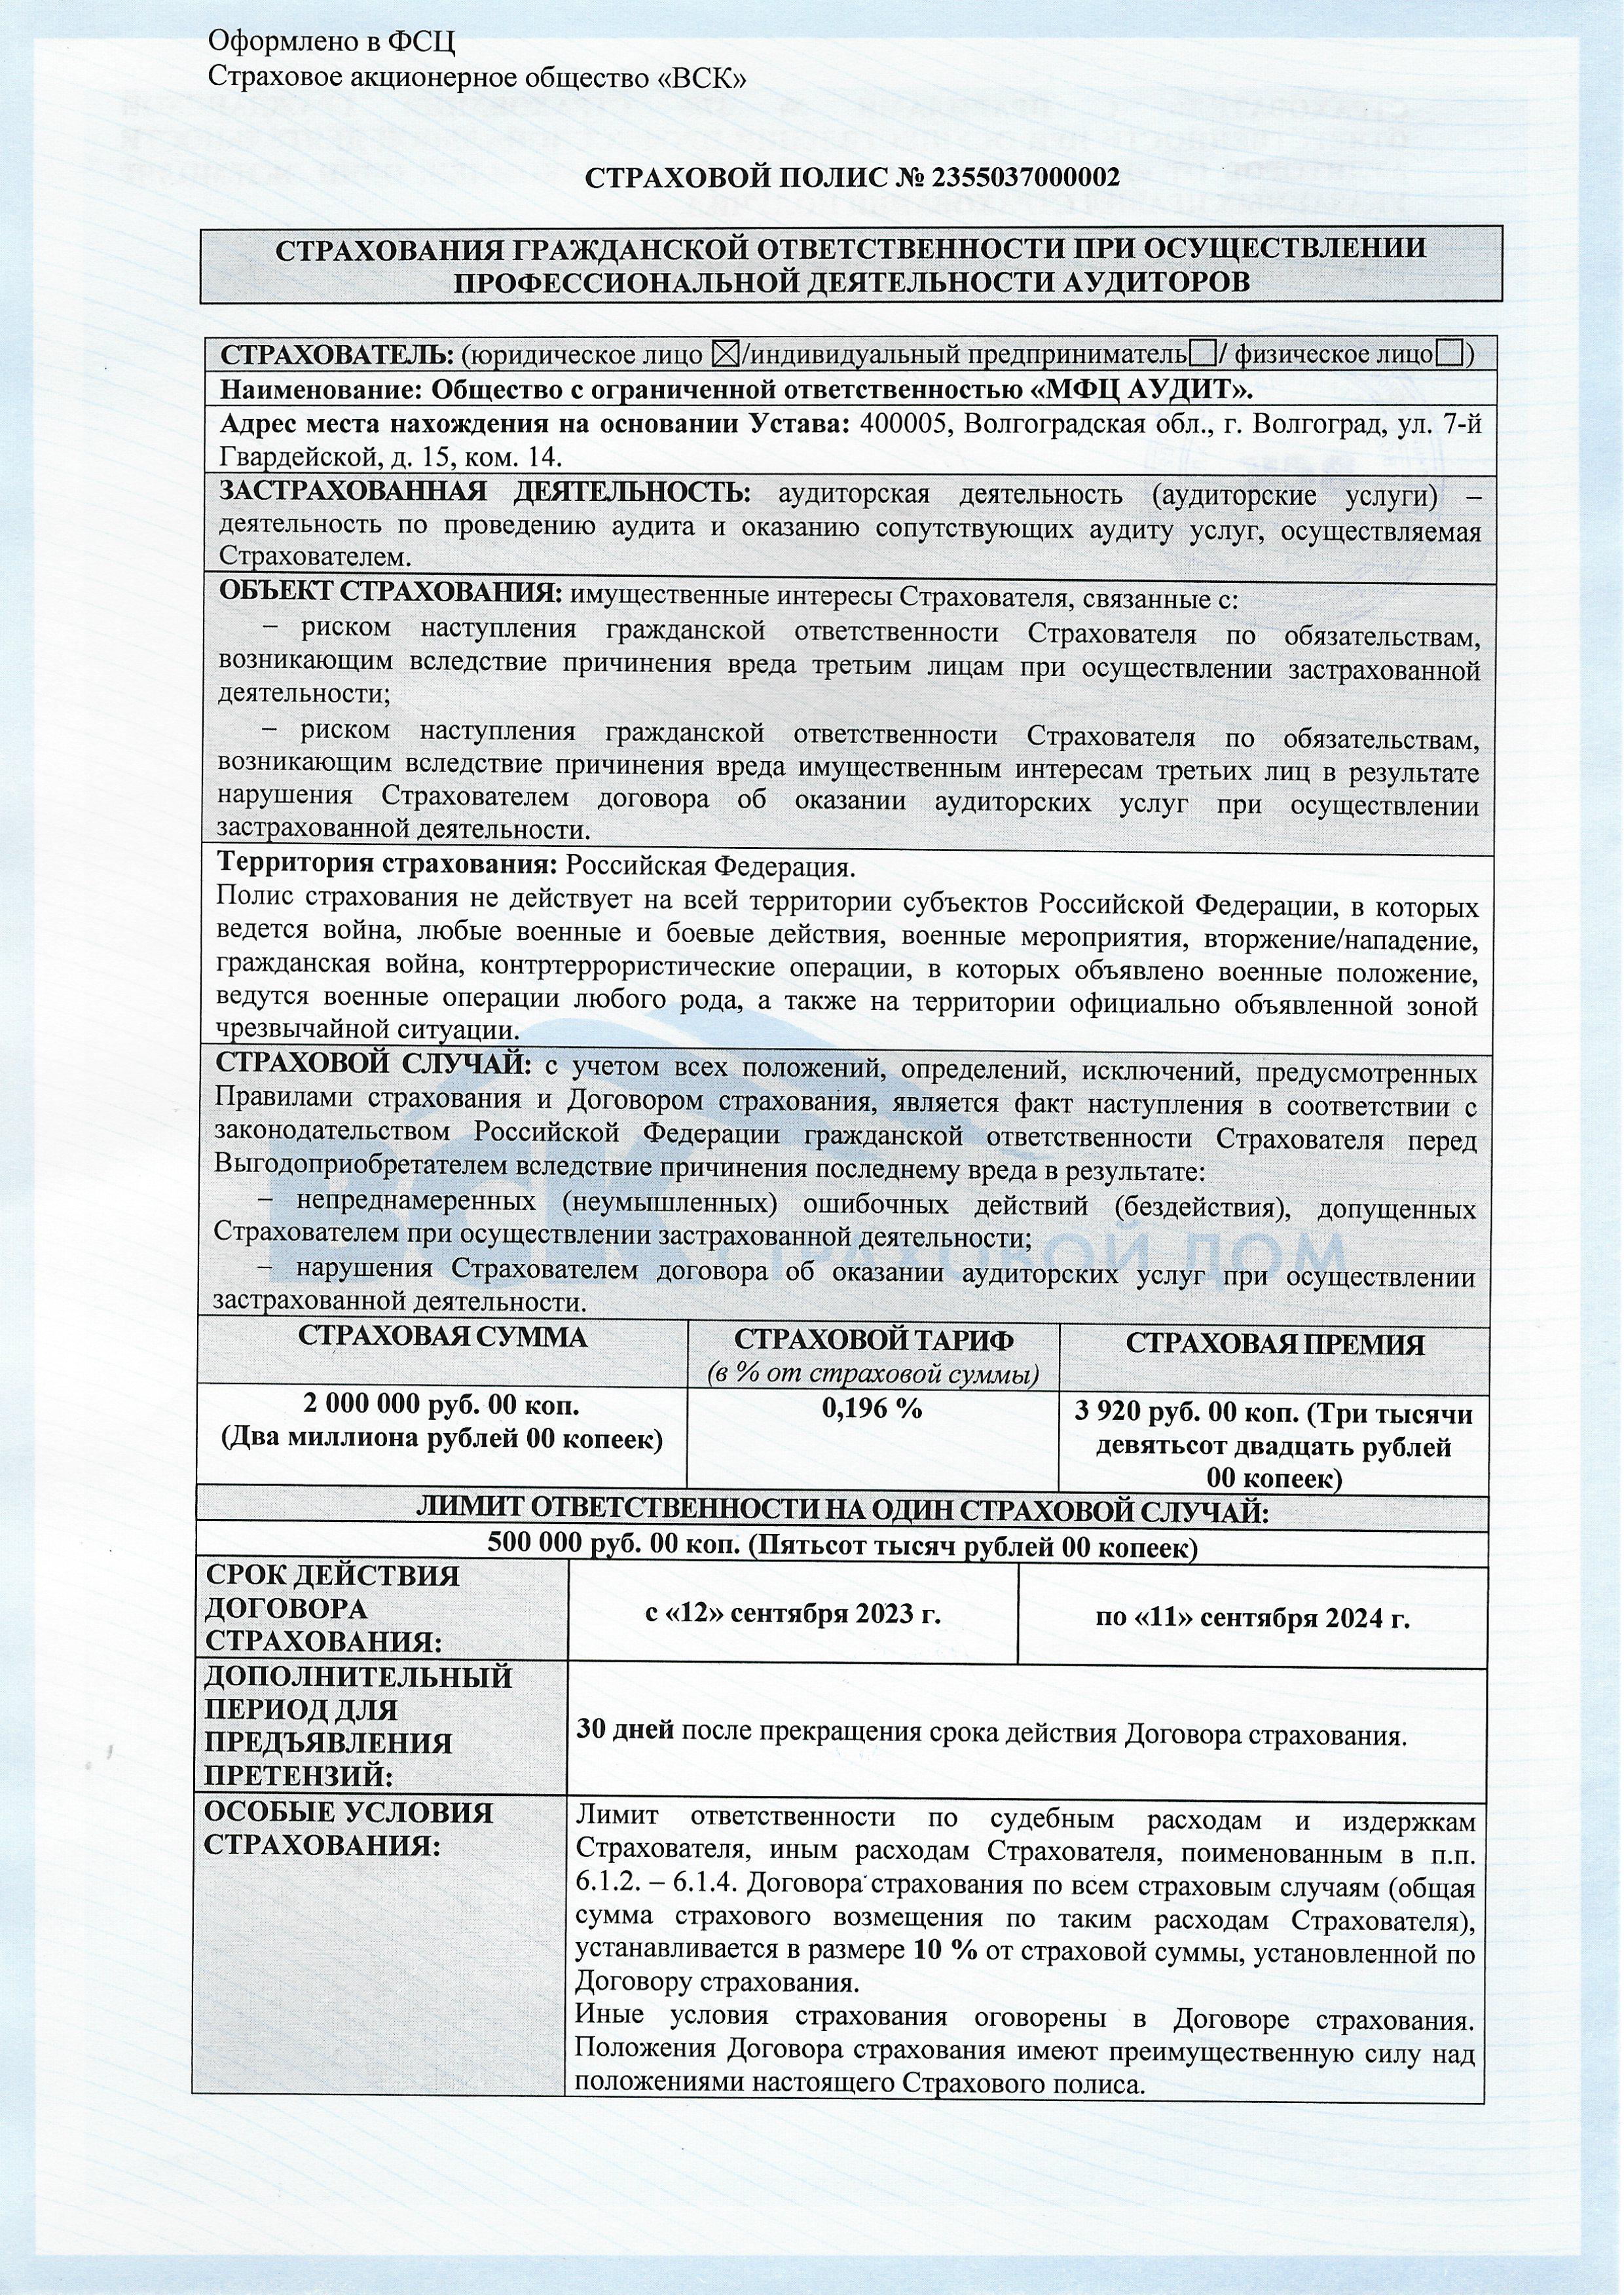 Оформлено в ФСЦ
Страховое акционерное общество «ВСК»
СТРАХОВОЙ ПОЛИС № 2355037000002
СТРАХОВАНИЯ ГРАЖДАНСКОЙ ОТВЕТСТВЕННОСТИ ПРИ ОСУЩЕСТВЛЕНИИ
ПРОФЕССИОНАЛЬНОЙ ДЕЯТЕЛЬНОСТИ АУДИТОРОВ
СТРАХОВАТЕЛЬ: (юридическое лицо ☒/индивидуальный предприниматель☐/ физическое лицо☐)
Наименование: Общество с ограниченной ответственностью «МФЦ АУДИТ».
Адрес места нахождения на основании Устава: 400005, Волгоградская обл., г. Волгоград, ул. 7-й
Гвардейской, д. 15, ком. 14.
ЗАСТРАХОВАННАЯ ДЕЯТЕЛЬНОСТЬ: аудиторская деятельность (аудиторские услуги) –
деятельность по проведению аудита и оказанию сопутствующих аудиту услуг, осуществляемая
Страхователем.
ОБЪЕКТ СТРАХОВАНИЯ: имущественные интересы Страхователя, связанные с:
– риском наступления гражданской ответственности Страхователя по обязательствам,
возникающим вследствие причинения вреда третьим лицам при осуществлении застрахованной
деятельности;
– риском наступления гражданской ответственности Страхователя по обязательствам,
возникающим вследствие причинения вреда имущественным интересам третьих лиц в результате
нарушения Страхователем договора об оказании аудиторских услуг при осуществлении
застрахованной деятельности.
Территория страхования: Российская Федерация.
Полис страхования не действует на всей территории субъектов Российской Федерации, в которых
ведется война, любые военные и боевые действия, военные мероприятия, вторжение/нападение,
гражданская война, контртеррористические операции, в которых объявлено военные положение,
ведутся военные операции любого рода, а также на территории официально объявленной зоной
чрезвычайной ситуации.
СТРАХОВОЙ СЛУЧАЙ: с учетом всех положений, определений, исключений, предусмотренных
Правилами страхования и Договором страхования, является факт наступления в соответствии с
законодательством Российской Федерации гражданской ответственности Страхователя перед
Выгодоприобретателем вследствие причинения последнему вреда в результате:
– непреднамеренных (неумышленных) ошибочных действий (бездействия), допущенных
Страхователем при осуществлении застрахованной деятельности;
– нарушения Страхователем договора об оказании аудиторских услуг при осуществлении
застрахованной деятельности.
ВСК СТРАХОВОЙ ДОМ
СТРАХОВАЯ СУММА
СТРАХОВОЙ ТАРИФ
(в % от страховой суммы)
СТРАХОВАЯ ПРЕМИЯ
2 000 000 руб. 00 коп.
(Два миллиона рублей 00 копеек)
0,196 %
3 920 руб. 00 коп. (Три тысячи
девятьсот двадцать рублей
00 копеек)
ЛИМИТ ОТВЕТСТВЕННОСТИ НА ОДИН СТРАХОВОЙ СЛУЧАЙ:
500 000 руб. 00 коп. (Пятьсот тысяч рублей 00 копеек)
СРОК ДЕЙСТВИЯ
ДОГОВОРА
СТРАХОВАНИЯ:
с «12» сентября 2023 г.
по «11» сентября 2024 г.
ДОПОЛНИТЕЛЬНЫЙ
ПЕРИОД ДЛЯ
ПРЕДЪЯВЛЕНИЯ
ПРЕТЕНЗИЙ:
30 дней после прекращения срока действия Договора страхования.
ОСОБЫЕ УСЛОВИЯ
СТРАХОВАНИЯ:
Лимит ответственности по судебным расходам и издержкам
Страхователя, иным расходам Страхователя, поименованным в п.п.
6.1.2. – 6.1.4. Договора страхования по всем страховым случаям (общая
сумма страхового возмещения по таким расходам Страхователя),
устанавливается в размере 10 % от страховой суммы, установленной по
Договору страхования.
Иные условия страхования оговорены в Договоре страхования.
Положения Договора страхования имеют преимущественную силу над
положениями настоящего Страхового полиса.